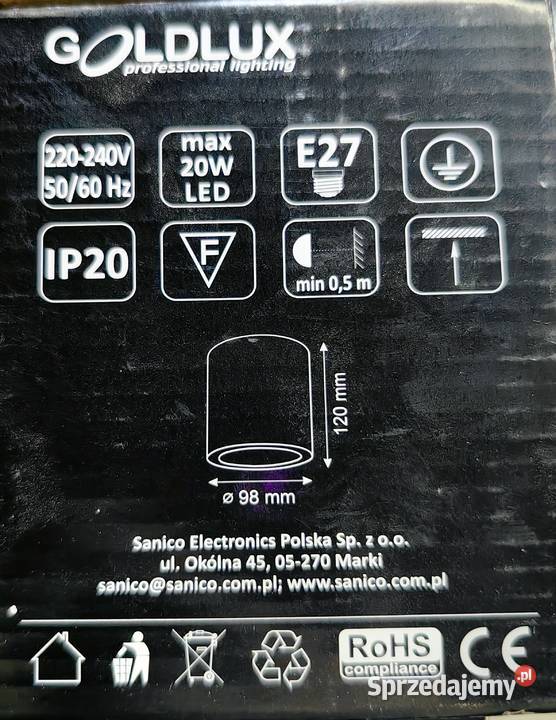 GOLDLUX
professional lighting
220-240V
50/60 Hz
max
20W
LED
E27
IP20
F
min 0,5 m
120 mm
ø 98 mm
Sanico Electronics Polska Sp. z o.o.
ul. Okólna 45, 05-270 Marki
sanico@sanico.com.pl; www.sanico.com.pl
RoHS
compliance
CE
Sprzedajemy.pl